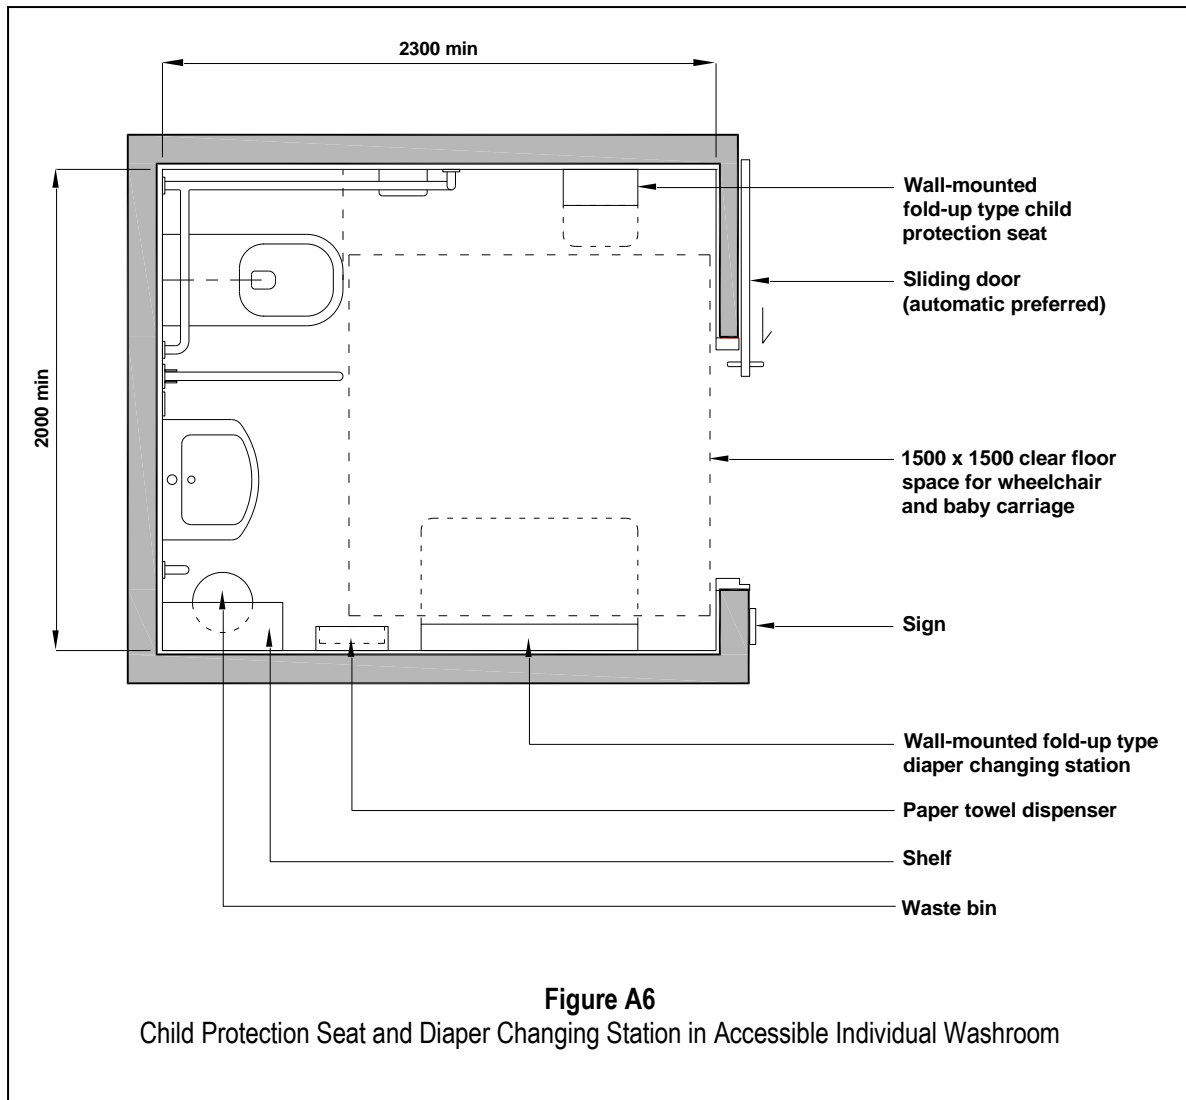 2300 min
Wall-mounted
fold-up type child
protection seat
Sliding door
(automatic preferred)
2000 min
1500 x 1500 clear floor
space for wheelchair
and baby carriage
Sign
Wall-mounted fold-up type
diaper changing station
Paper towel dispenser
Shelf
Waste bin
Figure A6
Child Protection Seat and Diaper Changing Station in Accessible Individual Washroom